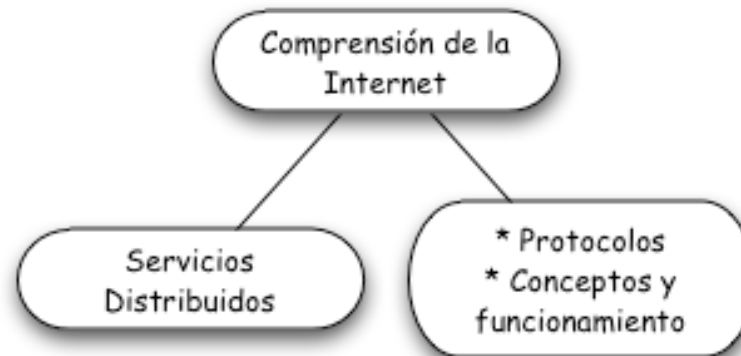 Comprensión de la
Internet
Servicios
Distribuidos
* Protocolos
* Conceptos y
funcionamiento